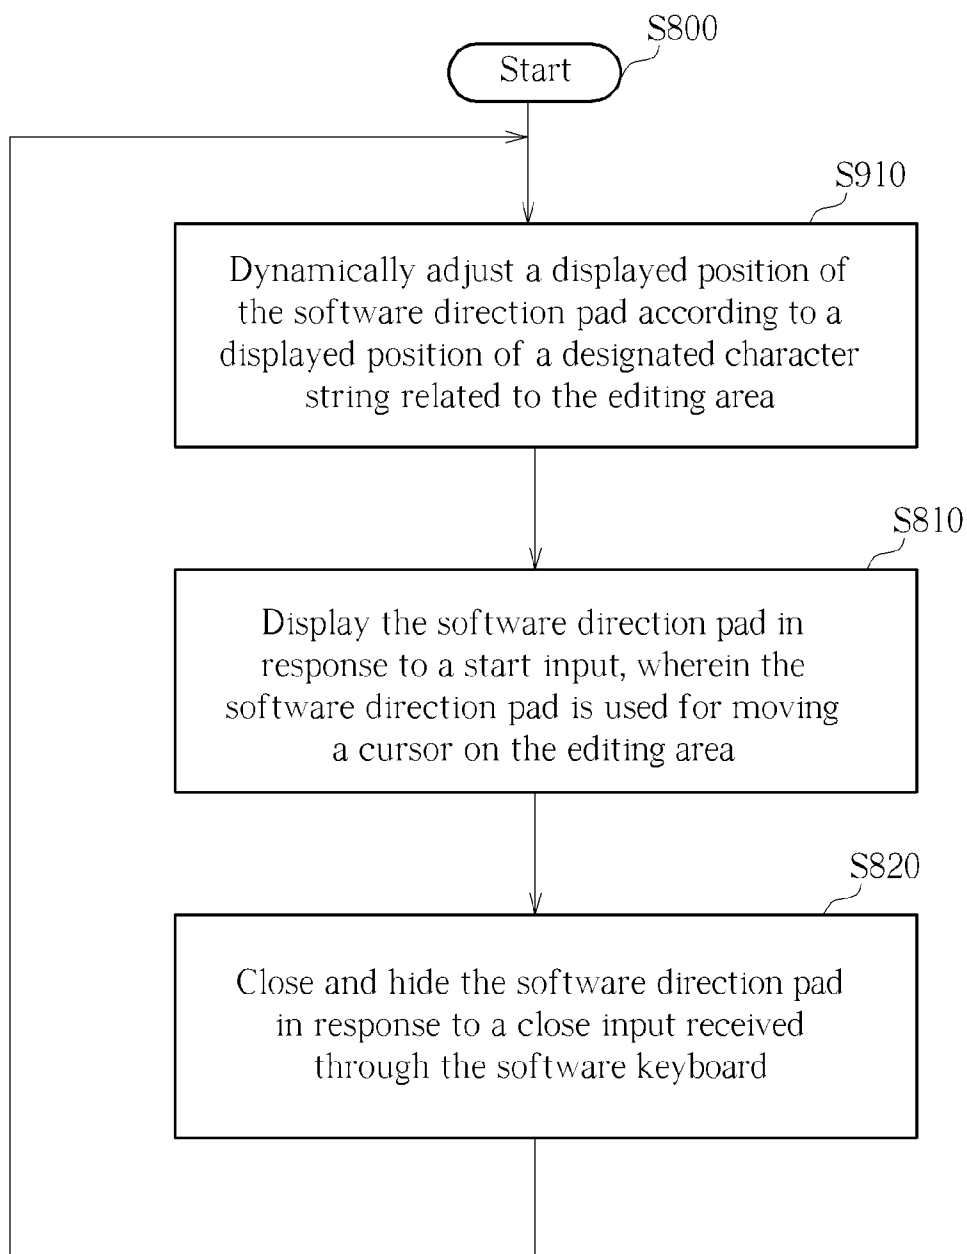 S800
Start
S910
Dynamically adjust a displayed position of
the software direction pad according to a
displayed position of a designated character
string related to the editing area
S810
Display the software direction pad in
response to a start input, wherein the
software direction pad is used for moving
a cursor on the editing area
S820
Close and hide the software direction pad
in response to a close input received
through the software keyboard